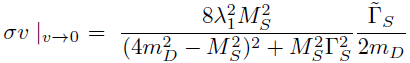 σv |ᵥ→₀ = \frac{8λ_1^2 M_S^2}{(4m_D^2 − M_S^2)^2 + M_S^2 Γ_S^2} \frac{\tilde{Γ}_S}{2m_D}